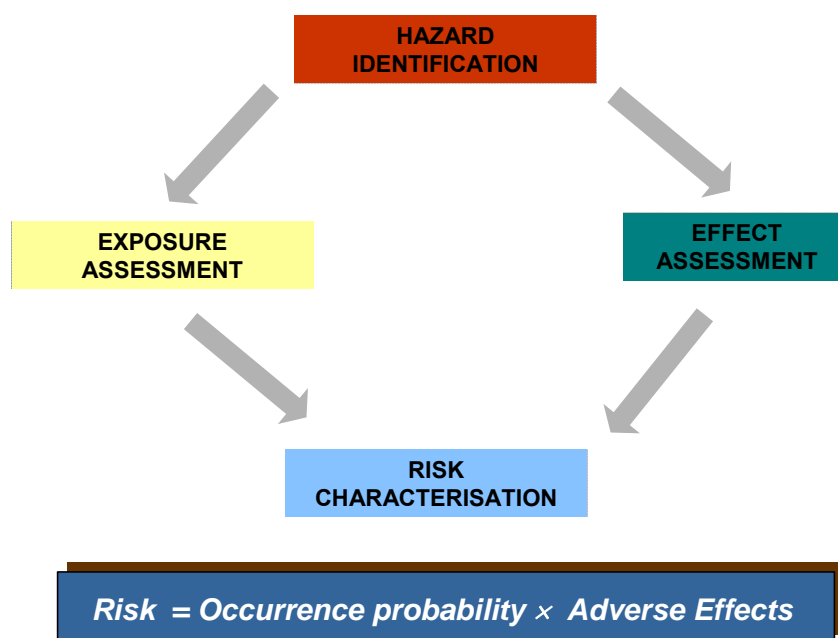 HAZARD
IDENTIFICATION
EXPOSURE
ASSESSMENT
EFFECT
ASSESSMENT
RISK
CHARACTERISATION
Risk = Occurrence probability × Adverse Effects